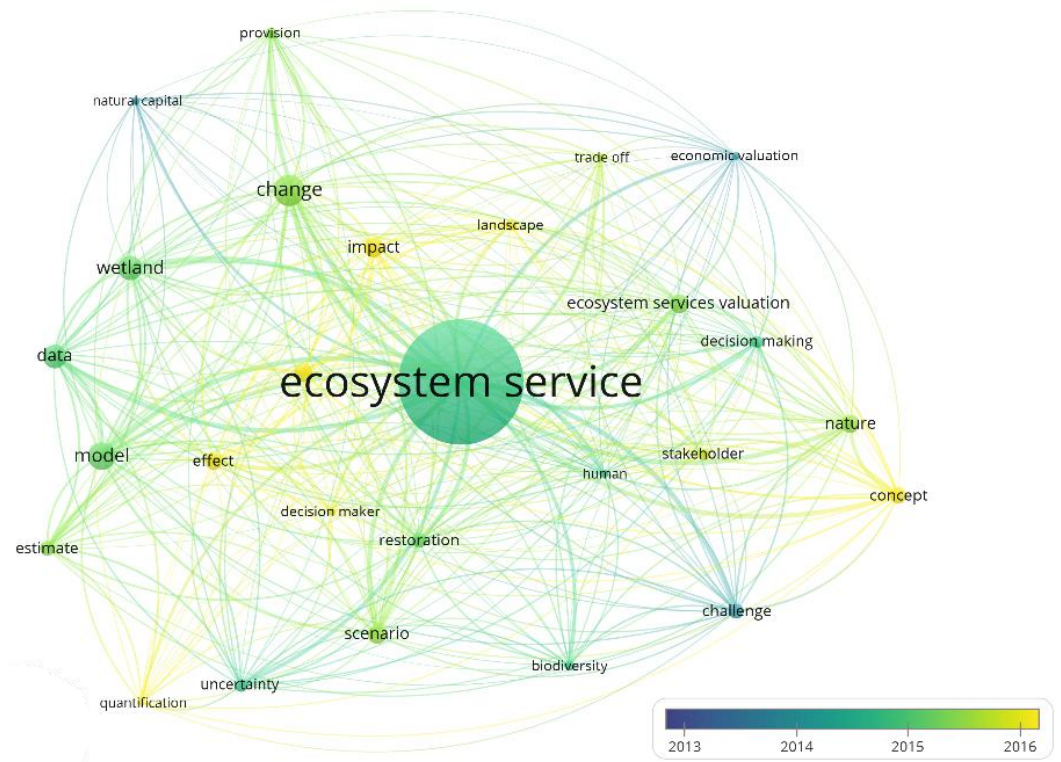 provision
natural capital
trade off
economic valuation
change
landscape
impact
wetland
ecosystem services valuation
decision making
data
ecosystem service
nature
model
effect
stakeholder
human
concept
decision maker
restoration
estimate
challenge
scenario
biodiversity
uncertainty
quantification
2013 2014 2015 2016